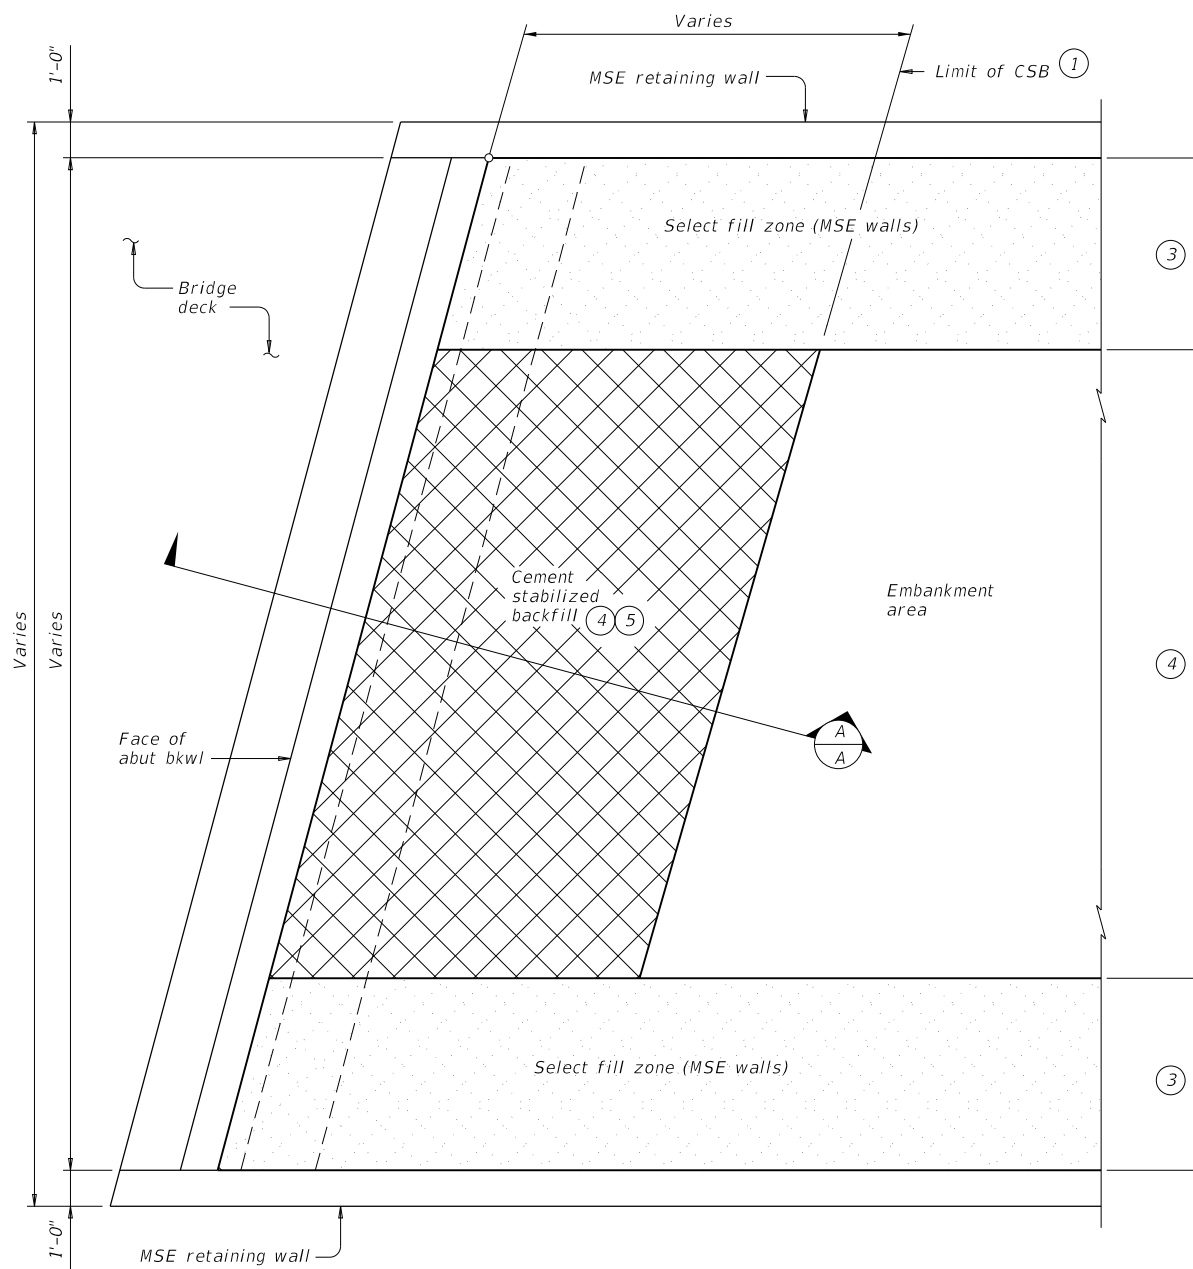 Varies
1'-0"
MSE retaining wall
Limit of CSB 1
Select fill zone (MSE walls)
3
Bridge
deck
Cement
stabilized
backfill 4 5
Embankment
area
Varies
Varies
4
Face of
abut bkwl
A
A
Select fill zone (MSE walls)
3
1'-0"
MSE retaining wall